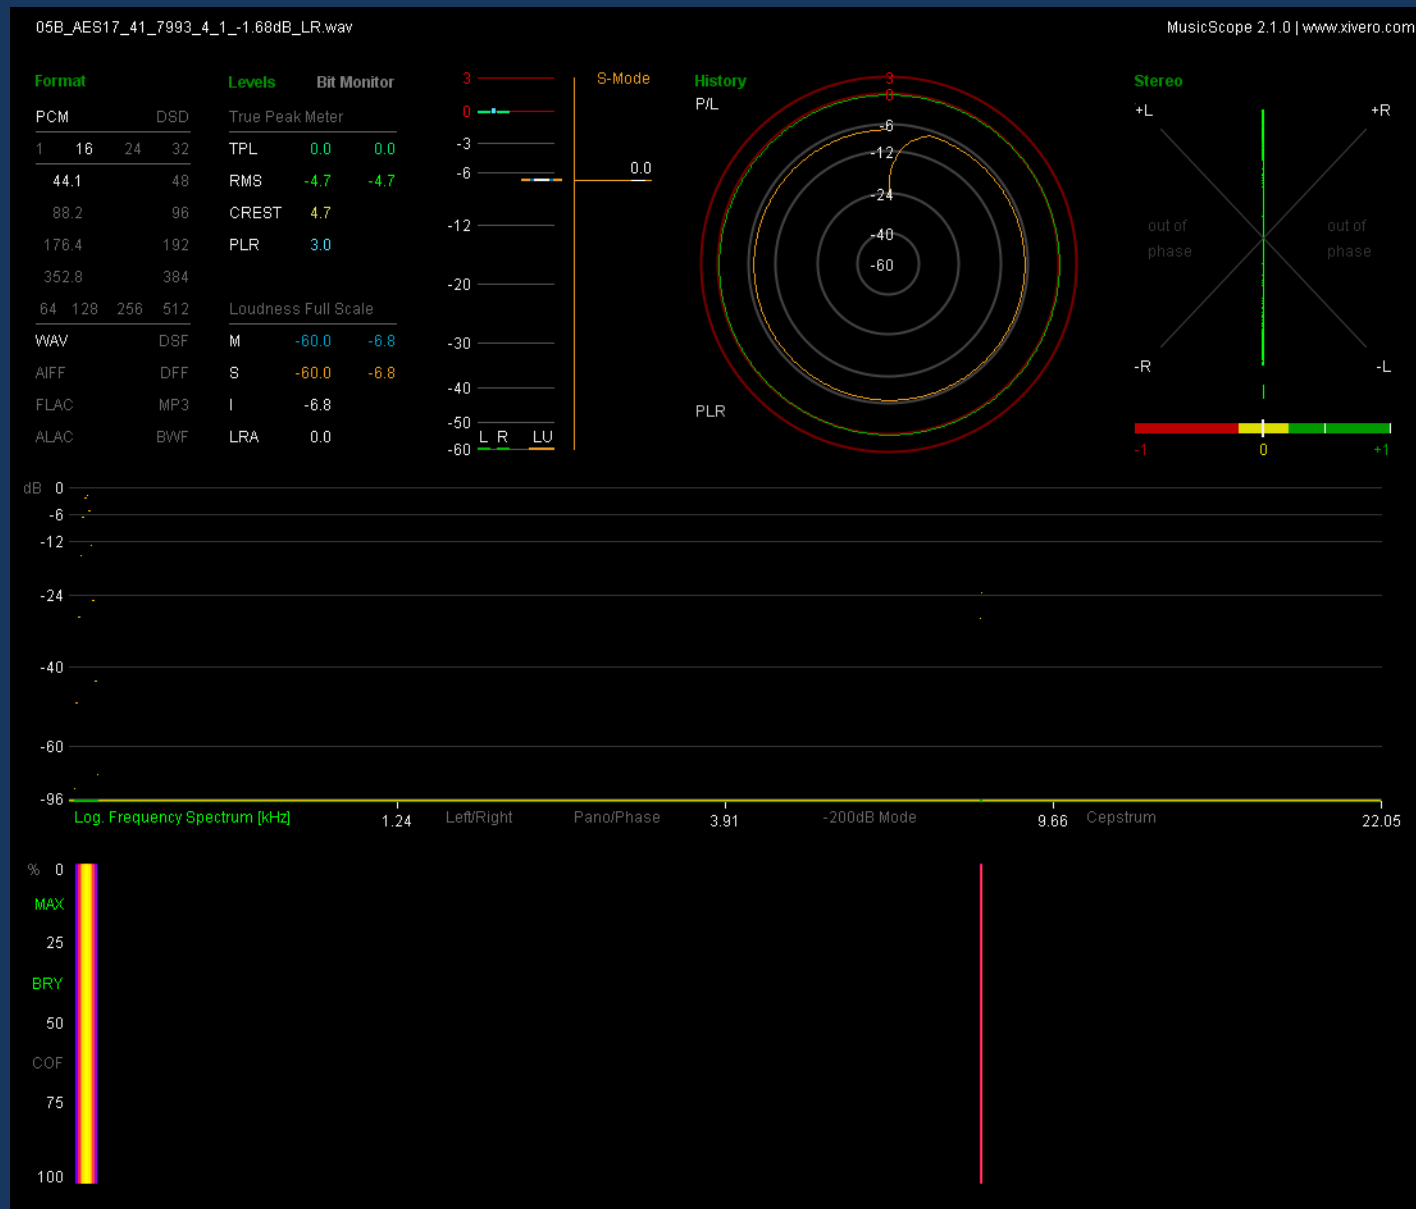 05B_AES17_41_7993_4_1_-1.68dB_LR.wav
MusicScope 2.1.0 | www.xivero.com
Format
PCM DSD
1 16 24 32
44.1 48
88.2 96
176.4 192
352.8 384
64 128 256 512
WAV DSF
AIFF DFF
FLAC MP3
ALAC BWF
Levels Bit Monitor
True Peak Meter
TPL 0.0 0.0
RMS -4.7 -4.7
CREST 4.7
PLR 3.0
Loudness Full Scale
M -60.0 -6.8
S -60.0 -6.8
I -6.8
LRA 0.0
3
0
-3
-6
-12
-20
-30
-40
-50
-60
L R LU
S-Mode
0.0
History
P/L
3
0
-6
-12
-24
-40
-60
PLR
Stereo
+L +R
out of phase
out of phase
-R -L
-1 0 +1
dB 0
-6
-12
-24
-40
-60
-96
Log. Frequency Spectrum [kHz] 1.24 Left/Right Pano/Phase 3.91 -200dB Mode 9.66 Cepstrum 22.05
% 0
MAX
25
BRY
50
COF
75
100